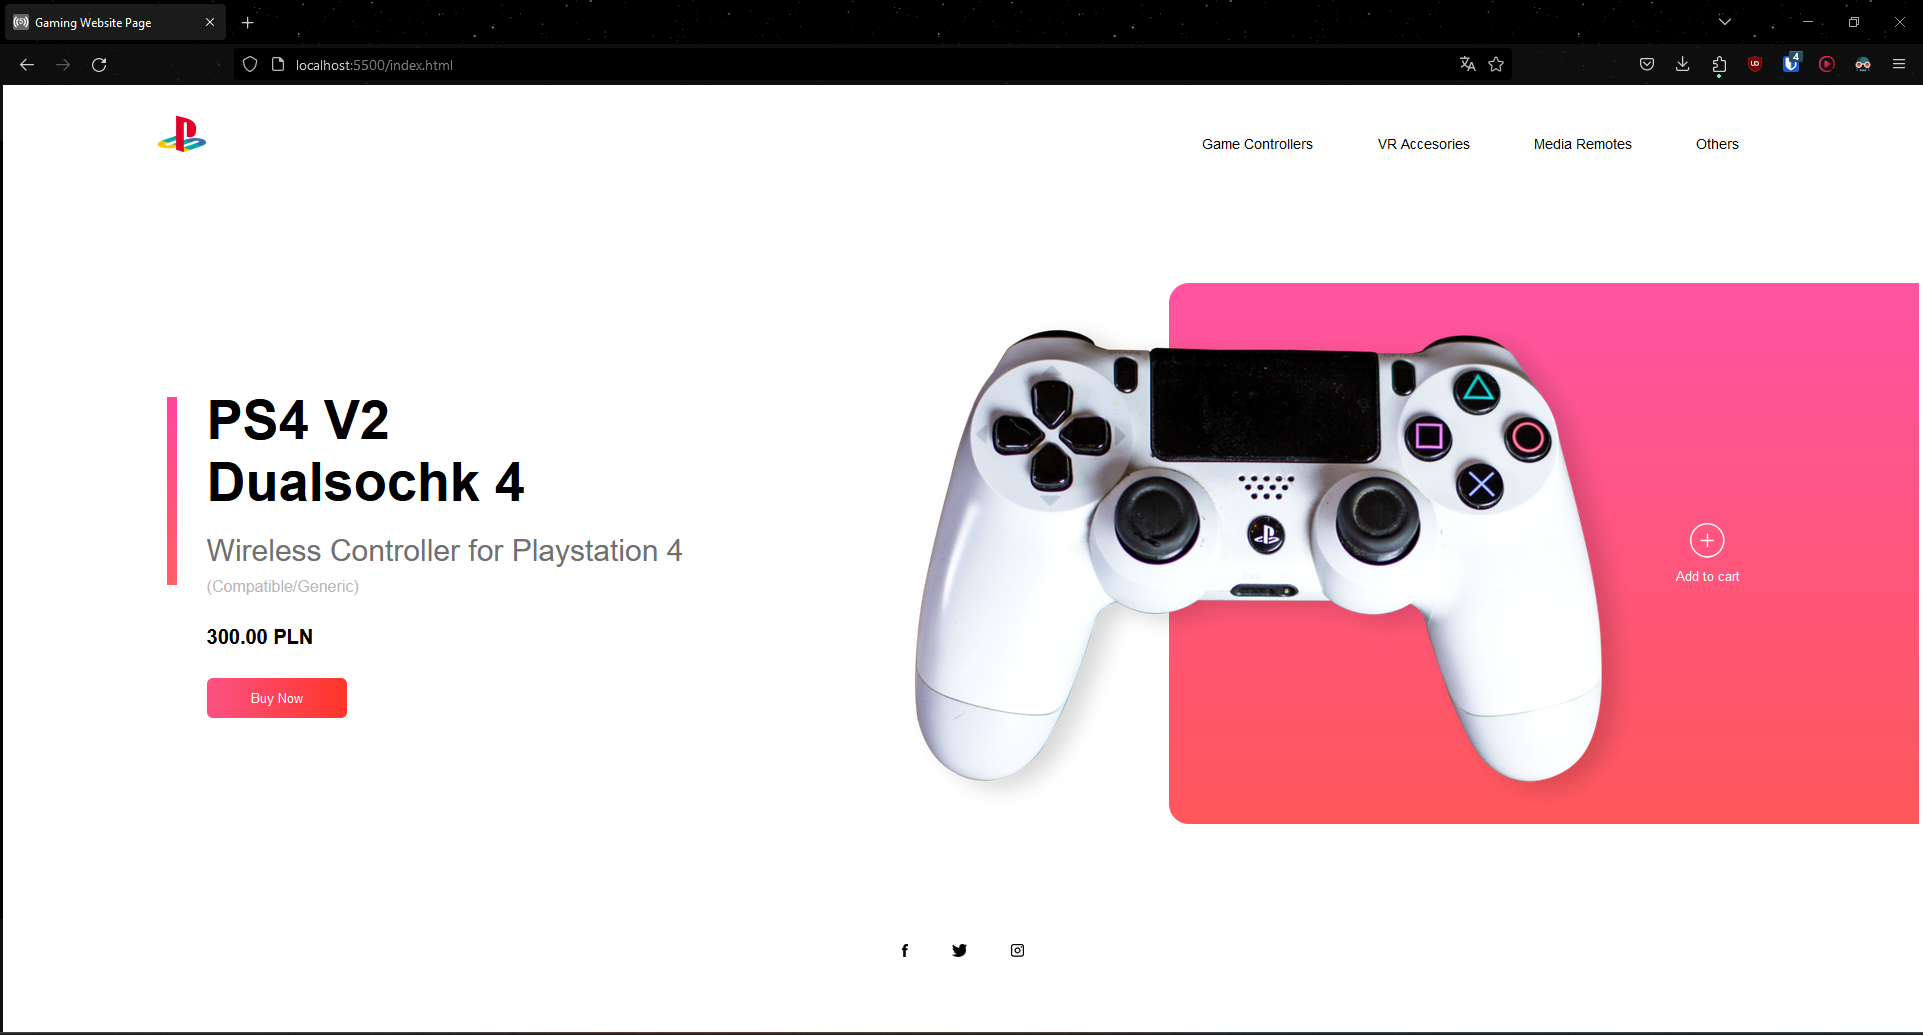 Gaming Website Page
localhost:5500/index.html
4
Game Controllers
VR Accesories
Media Remotes
Others
PS4 V2
Dualsochk 4
Wireless Controller for Playstation 4
(Compatible/Generic)
300.00 PLN
Buy Now
Add to cart